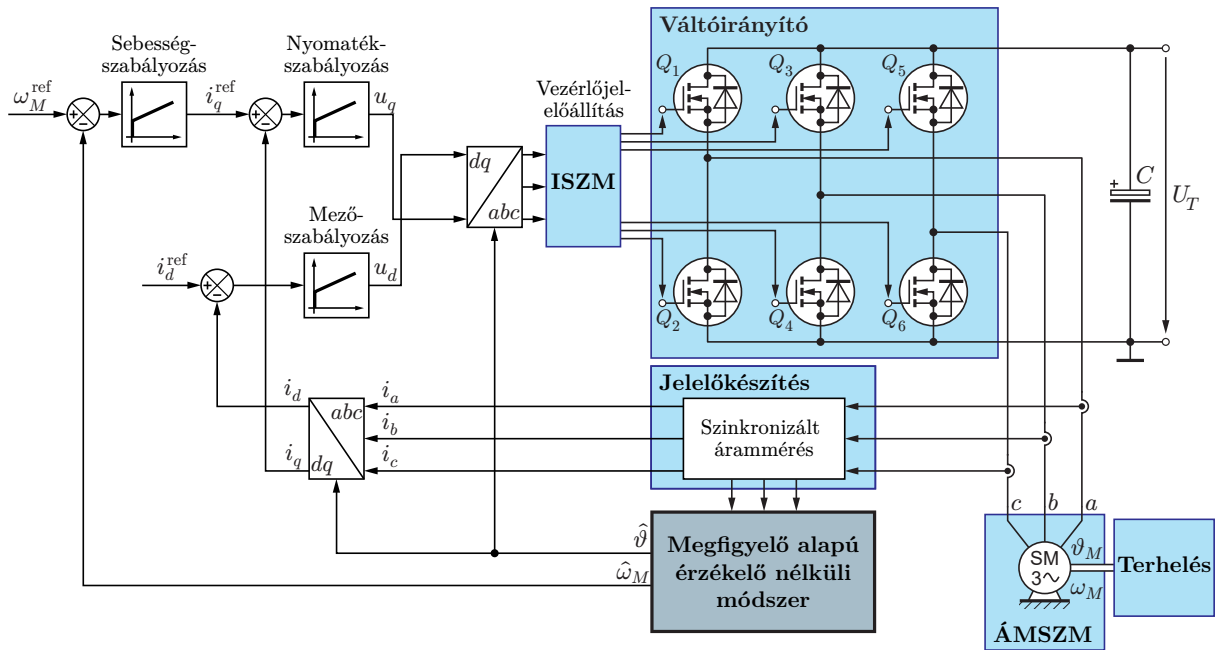 Sebesség-
szabályozás
Nyomaték-
szabályozás
Váltóirányító
ω_M^ref
+
−
i_q^ref
+
u_q
Vezérlőjel-
előállítás
ISZM
Q_1
Q_3
Q_5
dq
abc
C
+
U_T
Mező-
szabályozás
i_d^ref
+
−
u_d
Q_2
Q_4
Q_6
Jelelőkészítés
Szinkronizált
árammérés
i_d
abc
i_a
i_b
i_q
dq
i_c
c
b
a
ϑ̂
ω̂_M
Megfigyelő alapú
érzékelő nélküli
módszer
SM
3∼
ϑ_M
ω_M
ÁMSZM
Terhelés